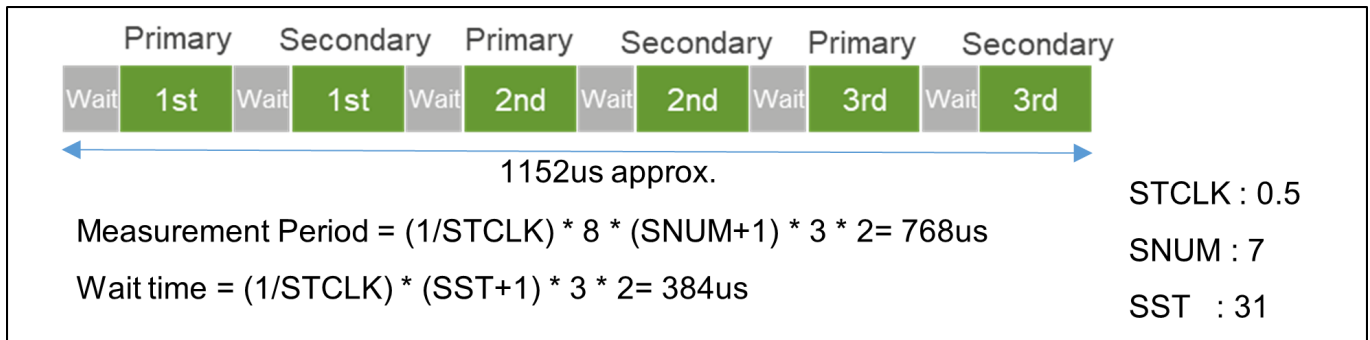 Primary Secondary Primary Secondary Primary Secondary
Wait 1st Wait 1st Wait 2nd Wait 2nd Wait 3rd Wait 3rd
1152us approx.
Measurement Period = (1/STCLK) * 8 * (SNUM+1) * 3 * 2= 768us
Wait time = (1/STCLK) * (SST+1) * 3 * 2= 384us
STCLK : 0.5
SNUM : 7
SST : 31